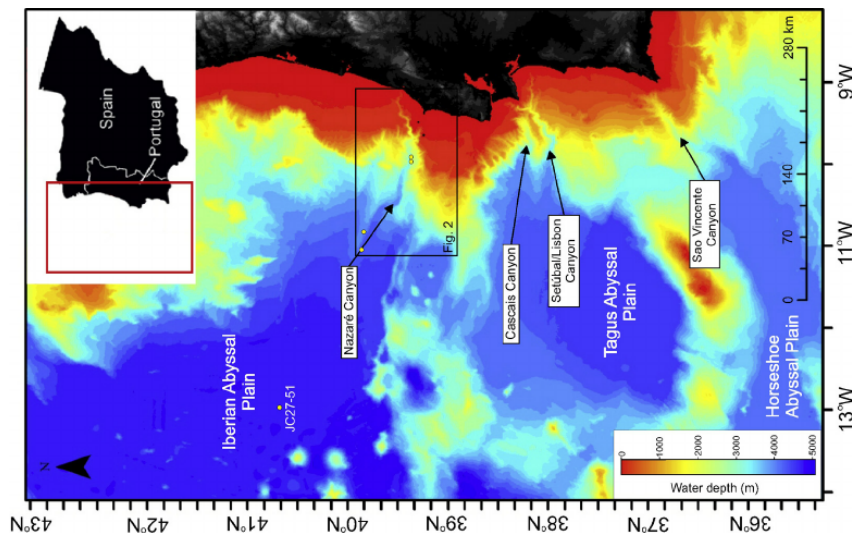 Spain
Portugal
N
Iberian Abyssal
Plain
JC27-51
Nazaré Canyon
Fig. 2
Cascais Canyon
Setúbal/Lisbon
Canyon
Sao Vincente
Canyon
Tagus Abyssal
Plain
Horseshoe
Abyssal Plain
0 70 140 280 km
9°W
11°W
13°W
0 -1000 -2000 -3000 -4000 5000
Water depth (m)
43°N 42°N 41°N 40°N 39°N 38°N 37°N 36°N